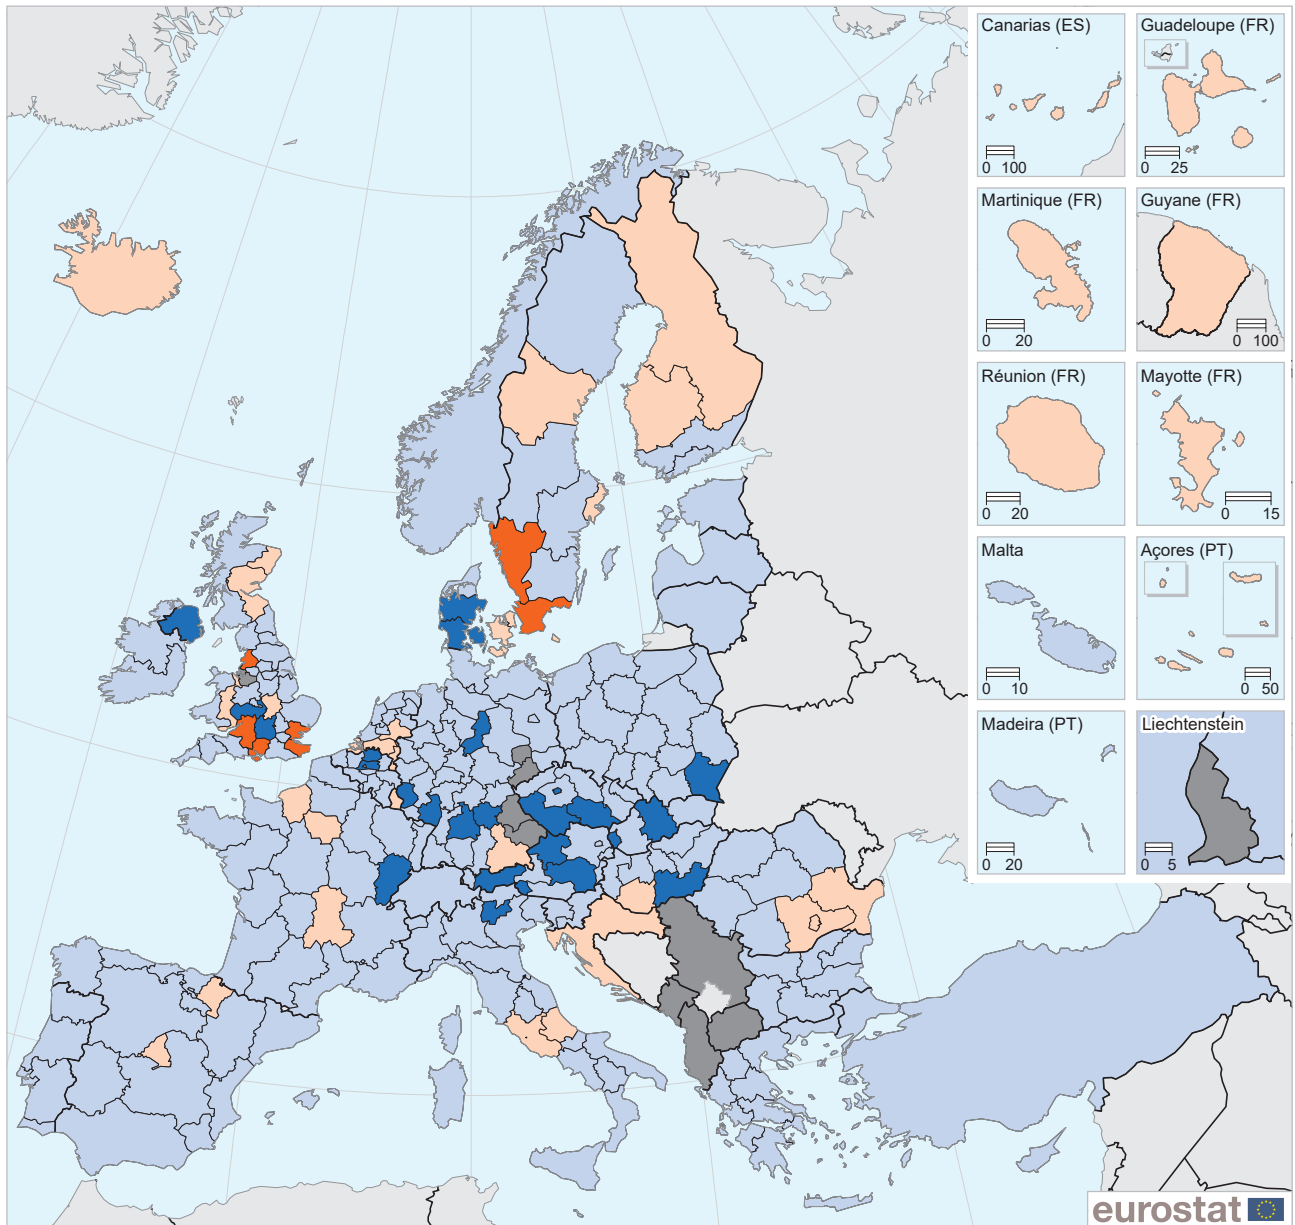 Canarias (ES)
0 100
Guadeloupe (FR)
0 25
Martinique (FR)
0 20
Guyane (FR)
0 100
Réunion (FR)
0 20
Mayotte (FR)
0 15
Malta
0 10
Açores (PT)
0 50
Madeira (PT)
0 20
Liechtenstein
0 5
eurostat